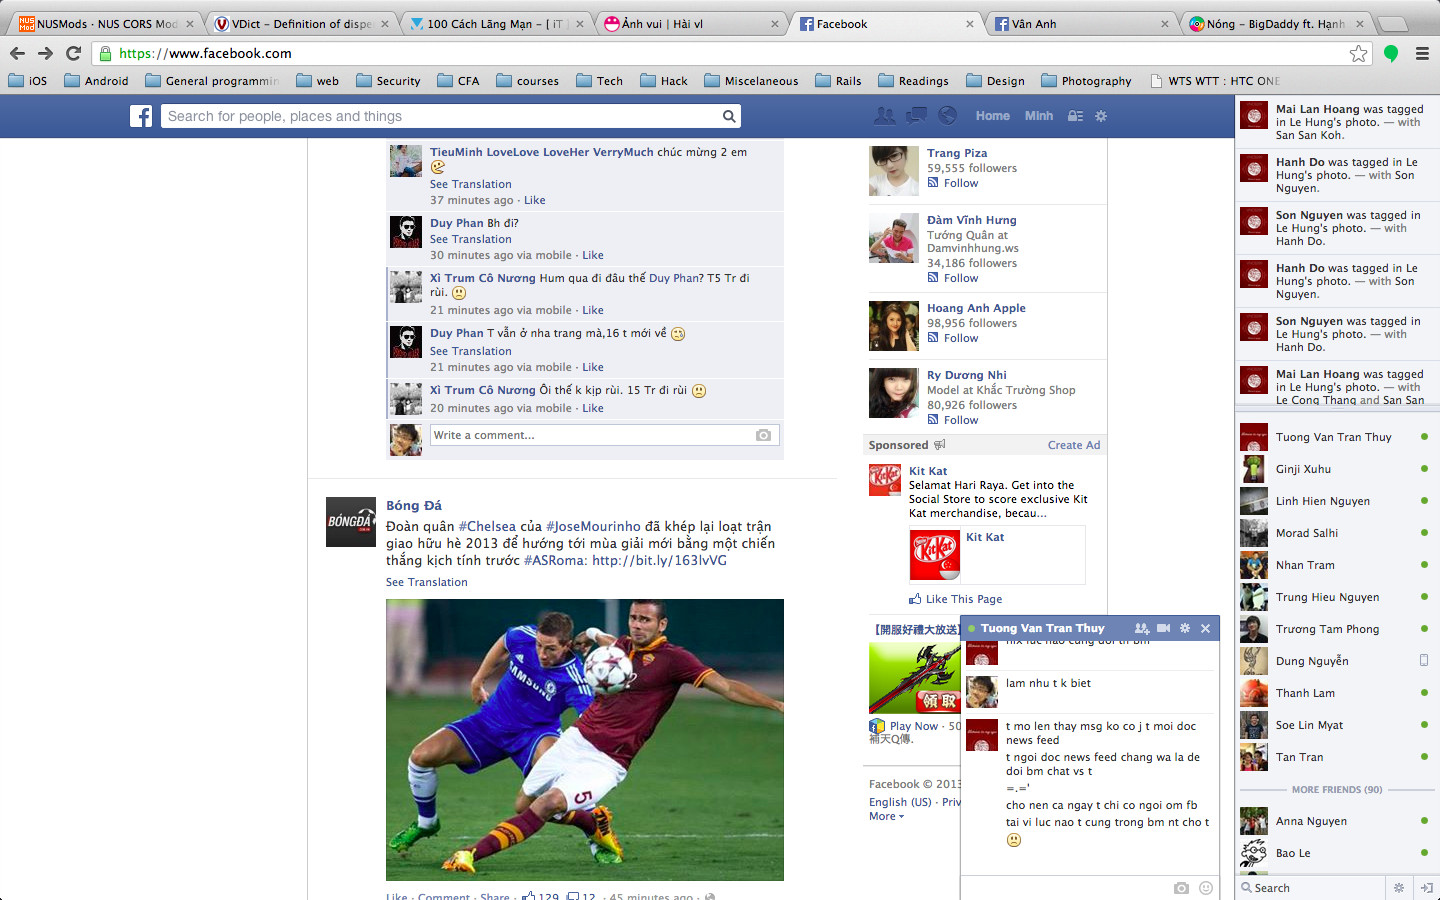 NUSMods - NUS CORS Mod
VDict - Definition of dispe
100 Cách Lãng Mạn - [ iT ]
Ảnh vui | Hài vl
Facebook
Vân Anh
Nóng - BigDaddy ft. Hạnh
https://www.facebook.com
iOS
Android
General programmin
web
Security
CFA
courses
Tech
Hack
Miscelaneous
Rails
Readings
Design
Photography
WTS WTT : HTC ONE
Search for people, places and things
Home
Minh
TieuMinh LoveLove LoveHer VerryMuch chúc mừng 2 em
See Translation
37 minutes ago · Like
Duy Phan Bh đi?
See Translation
30 minutes ago via mobile · Like
Xì Trum Cô Nương Hum qua đi đâu thế Duy Phan? T5 Tr đi
rùi.
21 minutes ago via mobile · Like
Duy Phan T vẫn ở nha trang mà,16 t mới về
See Translation
21 minutes ago via mobile · Like
Xì Trum Cô Nương Ôi thế k kịp rùi. 15 Tr đi rùi
20 minutes ago via mobile · Like
Write a comment...
BÓNGĐÁ
Bóng Đá
Đoàn quân #Chelsea của #JoseMourinho đã khép lại loạt trận
giao hữu hè 2013 để hướng tới mùa giải mới bằng một chiến
thắng kịch tính trước #ASRoma: http://bit.ly/163lvVG
See Translation
SAMSUNG
5
Like · Comment · Share · 129 12 · 45 minutes ago ·
Trang Piza
59,555 followers
Follow
Đàm Vĩnh Hưng
Tướng Quân at
Damvinhhung.ws
34,186 followers
Follow
Hoang Anh Apple
98,956 followers
Follow
Ry Dương Nhi
Model at Khắc Trường Shop
80,926 followers
Follow
Sponsored
Create Ad
Kit Kat
Selamat Hari Raya. Get into the
Social Store to score exclusive Kit
Kat merchandise, becau...
KitKat
Kit Kat
Like This Page
【開服好禮大放送】
領取
Play Now · 50
補天Q傳.
Facebook © 2013
English (US) · Priv
More
Tuong Van Tran Thuy
nix luc nao cung doi th bm
lam nhu t k biet
t mo len thay msg ko co j t moi doc
news feed
t ngoi doc news feed chang wa la de
doi bm chat vs t
=.='
cho nen ca ngay t chi co ngoi om fb
tai vi luc nao t cung trong bm nt cho t
Mai Lan Hoang was tagged
in Le Hung's photo. — with
San San Koh.
Hanh Do was tagged in Le
Hung's photo. — with Son
Nguyen.
Son Nguyen was tagged in
Le Hung's photo. — with
Hanh Do.
Hanh Do was tagged in Le
Hung's photo. — with Son
Nguyen.
Son Nguyen was tagged in
Le Hung's photo. — with
Hanh Do.
Mai Lan Hoang was tagged
in Le Hung's photo. — with
Le Cong Thang and San San
Tuong Van Tran Thuy
Ginji Xuhu
Linh Hien Nguyen
Morad Salhi
Nhan Tram
Trung Hieu Nguyen
Trương Tam Phong
Dung Nguyễn
Thanh Lam
Soe Lin Myat
Tan Tran
MORE FRIENDS (90)
Anna Nguyen
Bao Le
Search